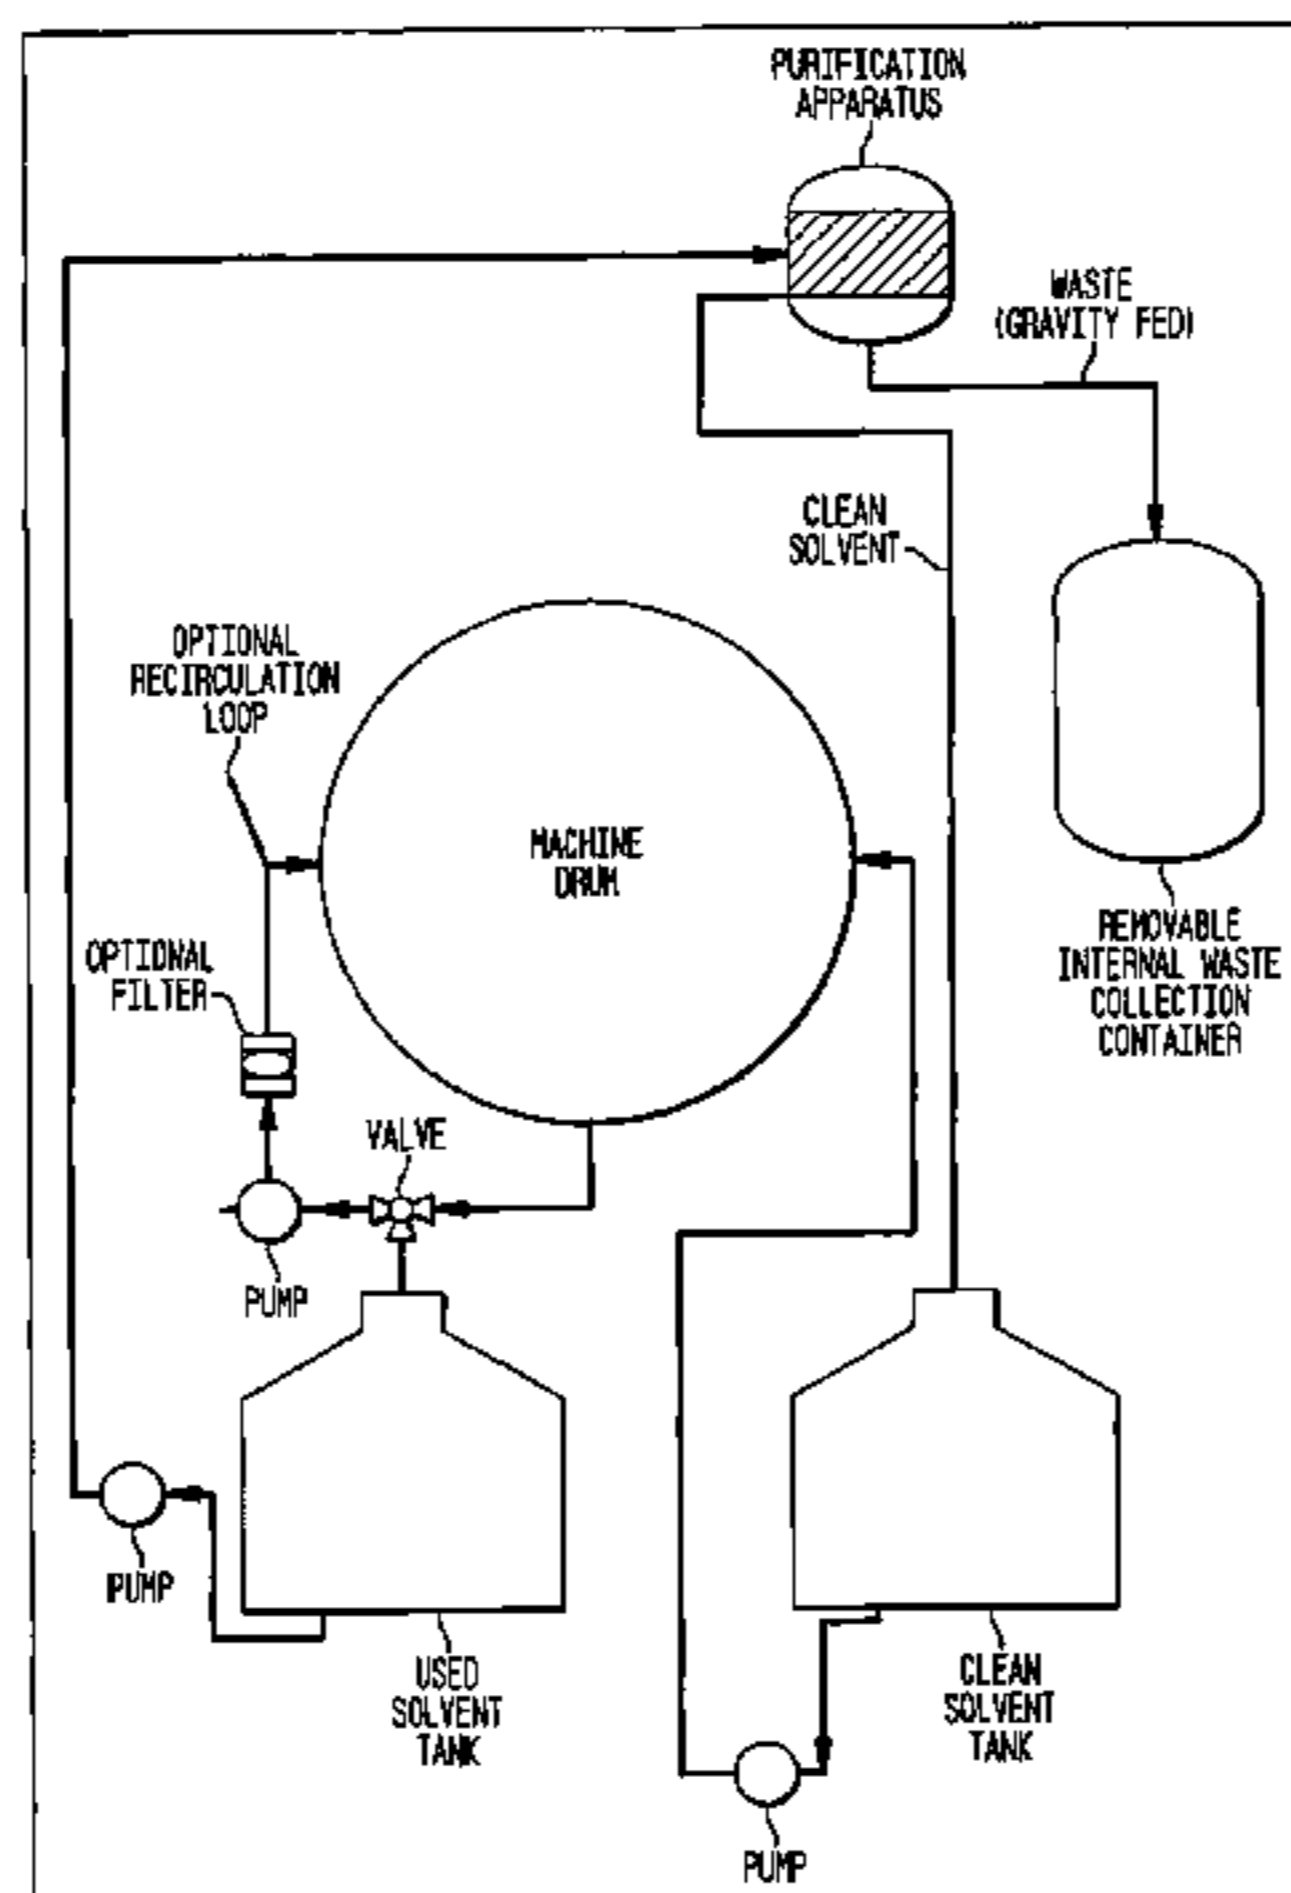 PURIFICATION
APPARATUS
WASTE
(GRAVITY FED)
CLEAN
SOLVENT
OPTIONAL
RECIRCULATION
LOOP
MACHINE
DRUM
OPTIONAL
FILTER
REMOVABLE
INTERNAL WASTE
COLLECTION
CONTAINER
VALVE
PUMP
PUMP
USED
SOLVENT
TANK
CLEAN
SOLVENT
TANK
PUMP